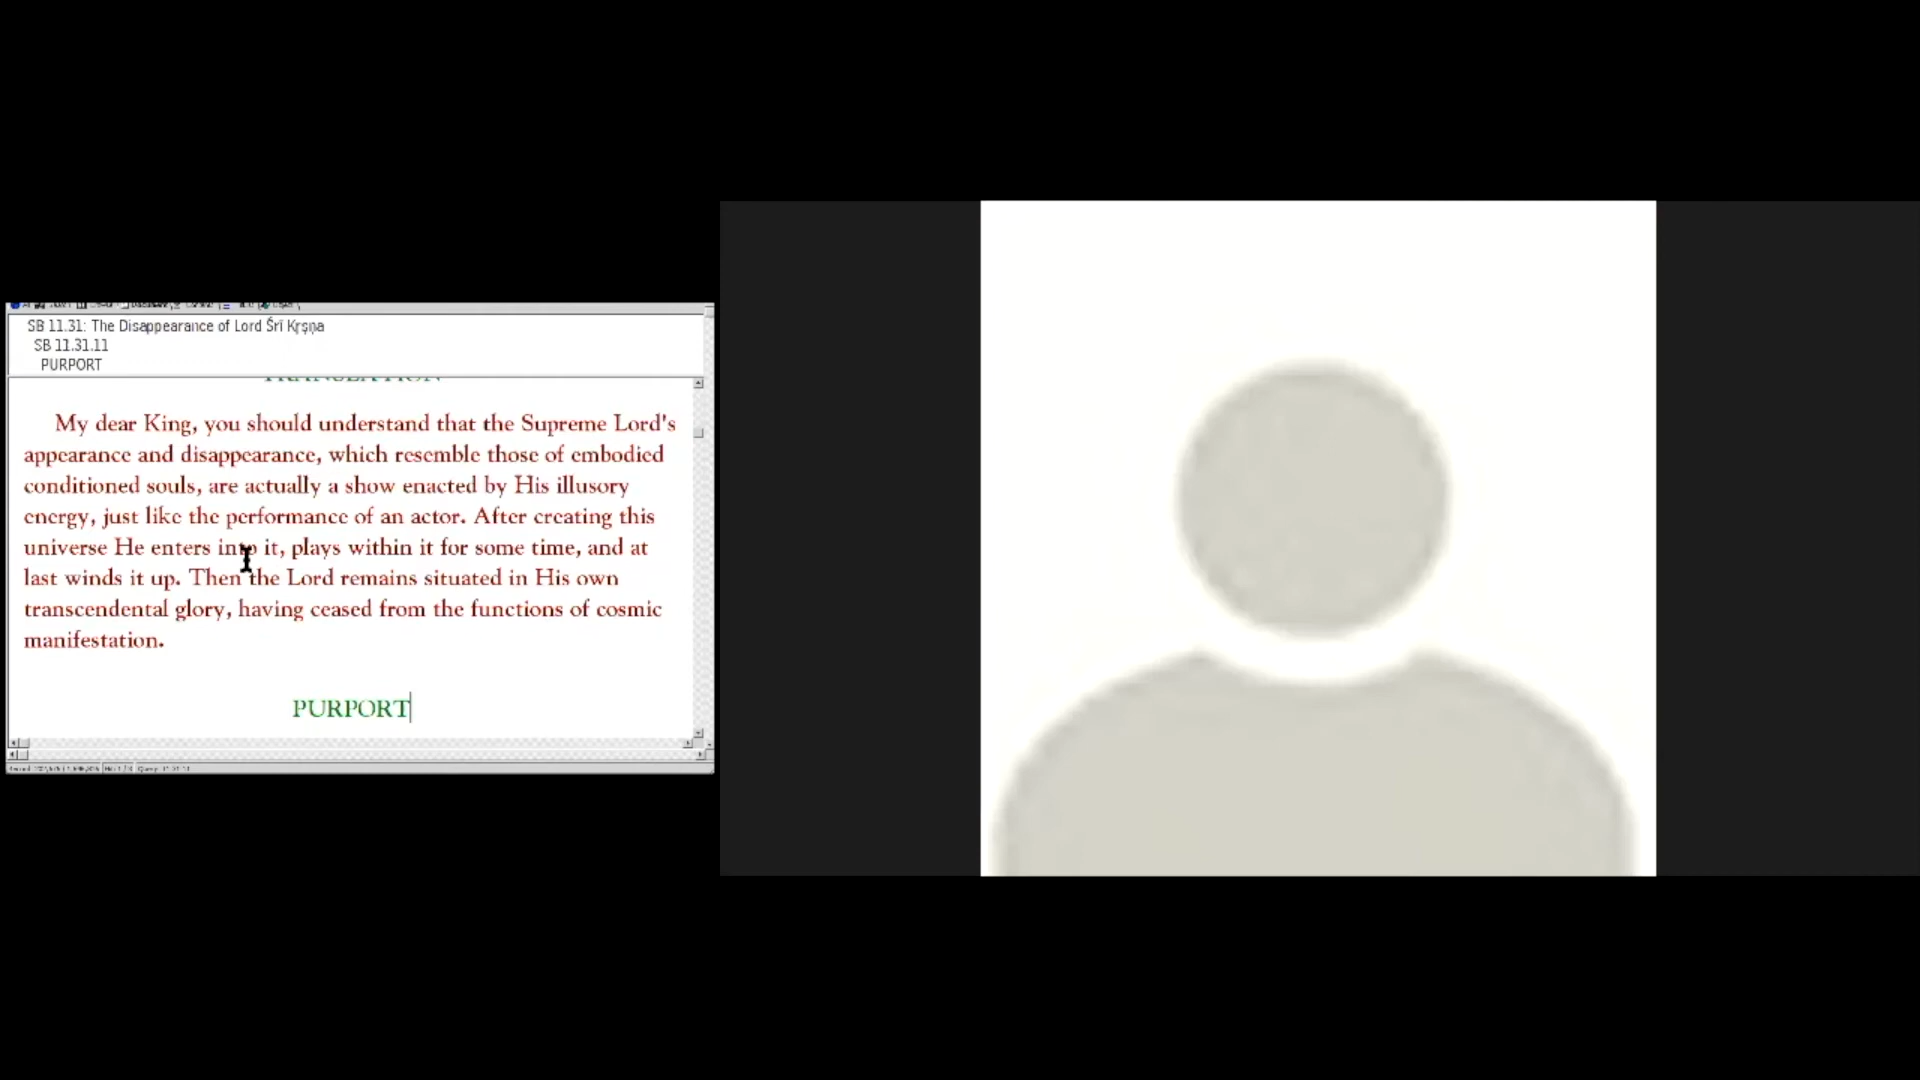 SB 11.31: The Disappearance of Lord Śrī Kṛṣṇa
SB 11.31.11
PURPORT
TRANSLATION
My dear King, you should understand that the Supreme Lord's
appearance and disappearance, which resemble those of embodied
conditioned souls, are actually a show enacted by His illusory
energy, just like the performance of an actor. After creating this
universe He enters into it, plays within it for some time, and at
last winds it up. Then the Lord remains situated in His own
transcendental glory, having ceased from the functions of cosmic
manifestation.
PURPORT